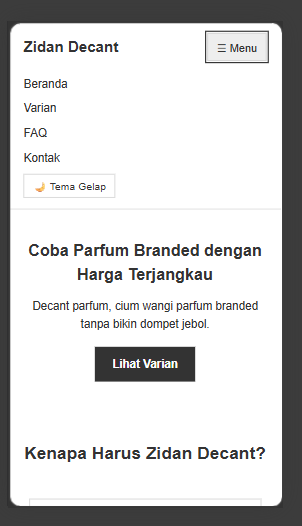 Zidan Decant
☰ Menu
Beranda
Varian
FAQ
Kontak
🌙 Tema Gelap
Coba Parfum Branded dengan
Harga Terjangkau
Decant parfum, cium wangi parfum branded
tanpa bikin dompet jebol.
Lihat Varian
Kenapa Harus Zidan Decant?